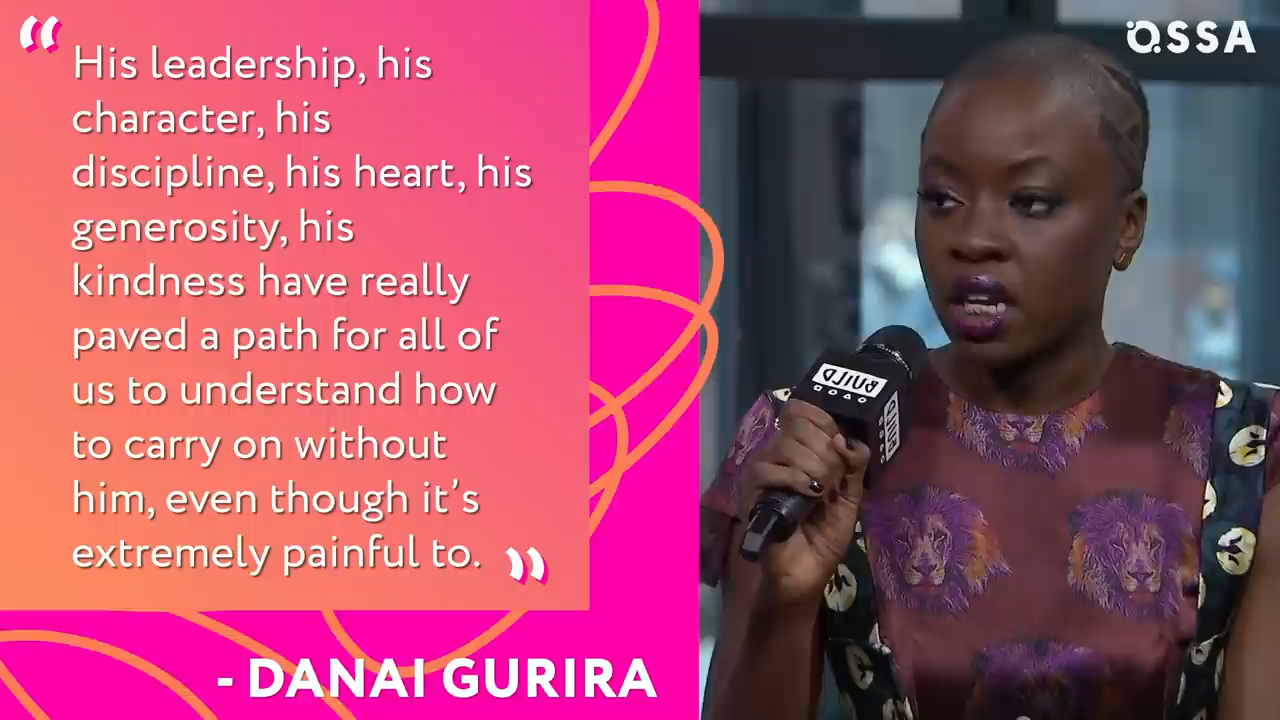 “
His leadership, his
character, his
discipline, his heart, his
generosity, his
kindness have really
paved a path for all of
us to understand how
to carry on without
him, even though it’s
extremely painful to. ”
- DANAI GURIRA
OSSA
BUILD
BUILD